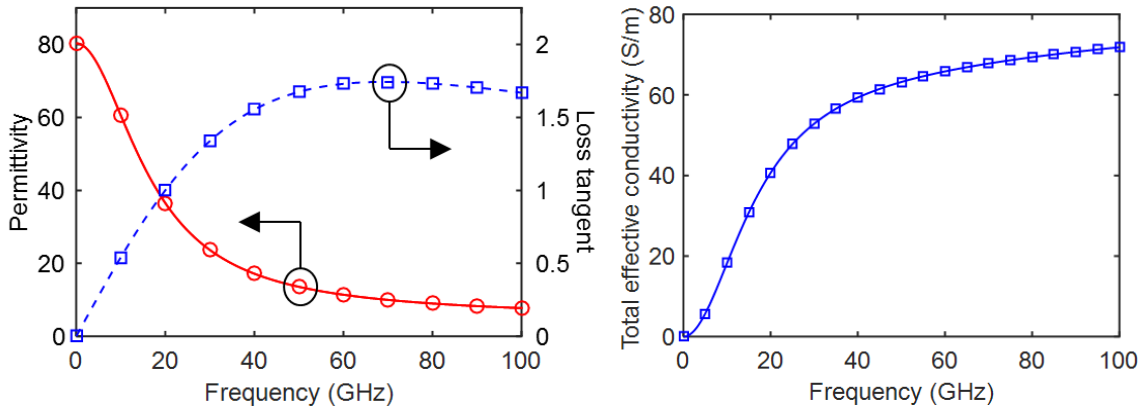 80
60
40
20
0
Permittivity
0 20 40 60 80 100
Frequency (GHz)
2
1.5
1
0.5
0
Loss tangent
80
60
40
20
0
Total effective conductivity (S/m)
0 20 40 60 80 100
Frequency (GHz)